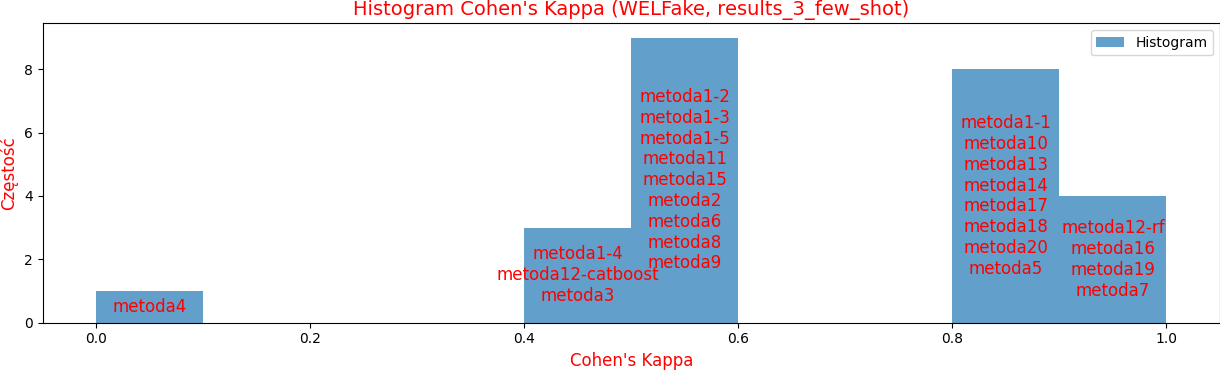 Histogram Cohen's Kappa (WELFake, results_3_few_shot)
Histogram
Częstość
8
6
4
2
0
metoda4
metoda1-4
metoda12-catboost
metoda3
metoda1-2
metoda1-3
metoda1-5
metoda11
metoda15
metoda2
metoda6
metoda8
metoda9
metoda1-1
metoda10
metoda13
metoda14
metoda17
metoda18
metoda20
metoda5
metoda12-rf
metoda16
metoda19
metoda7
0.0
0.2
0.4
0.6
0.8
1.0
Cohen's Kappa